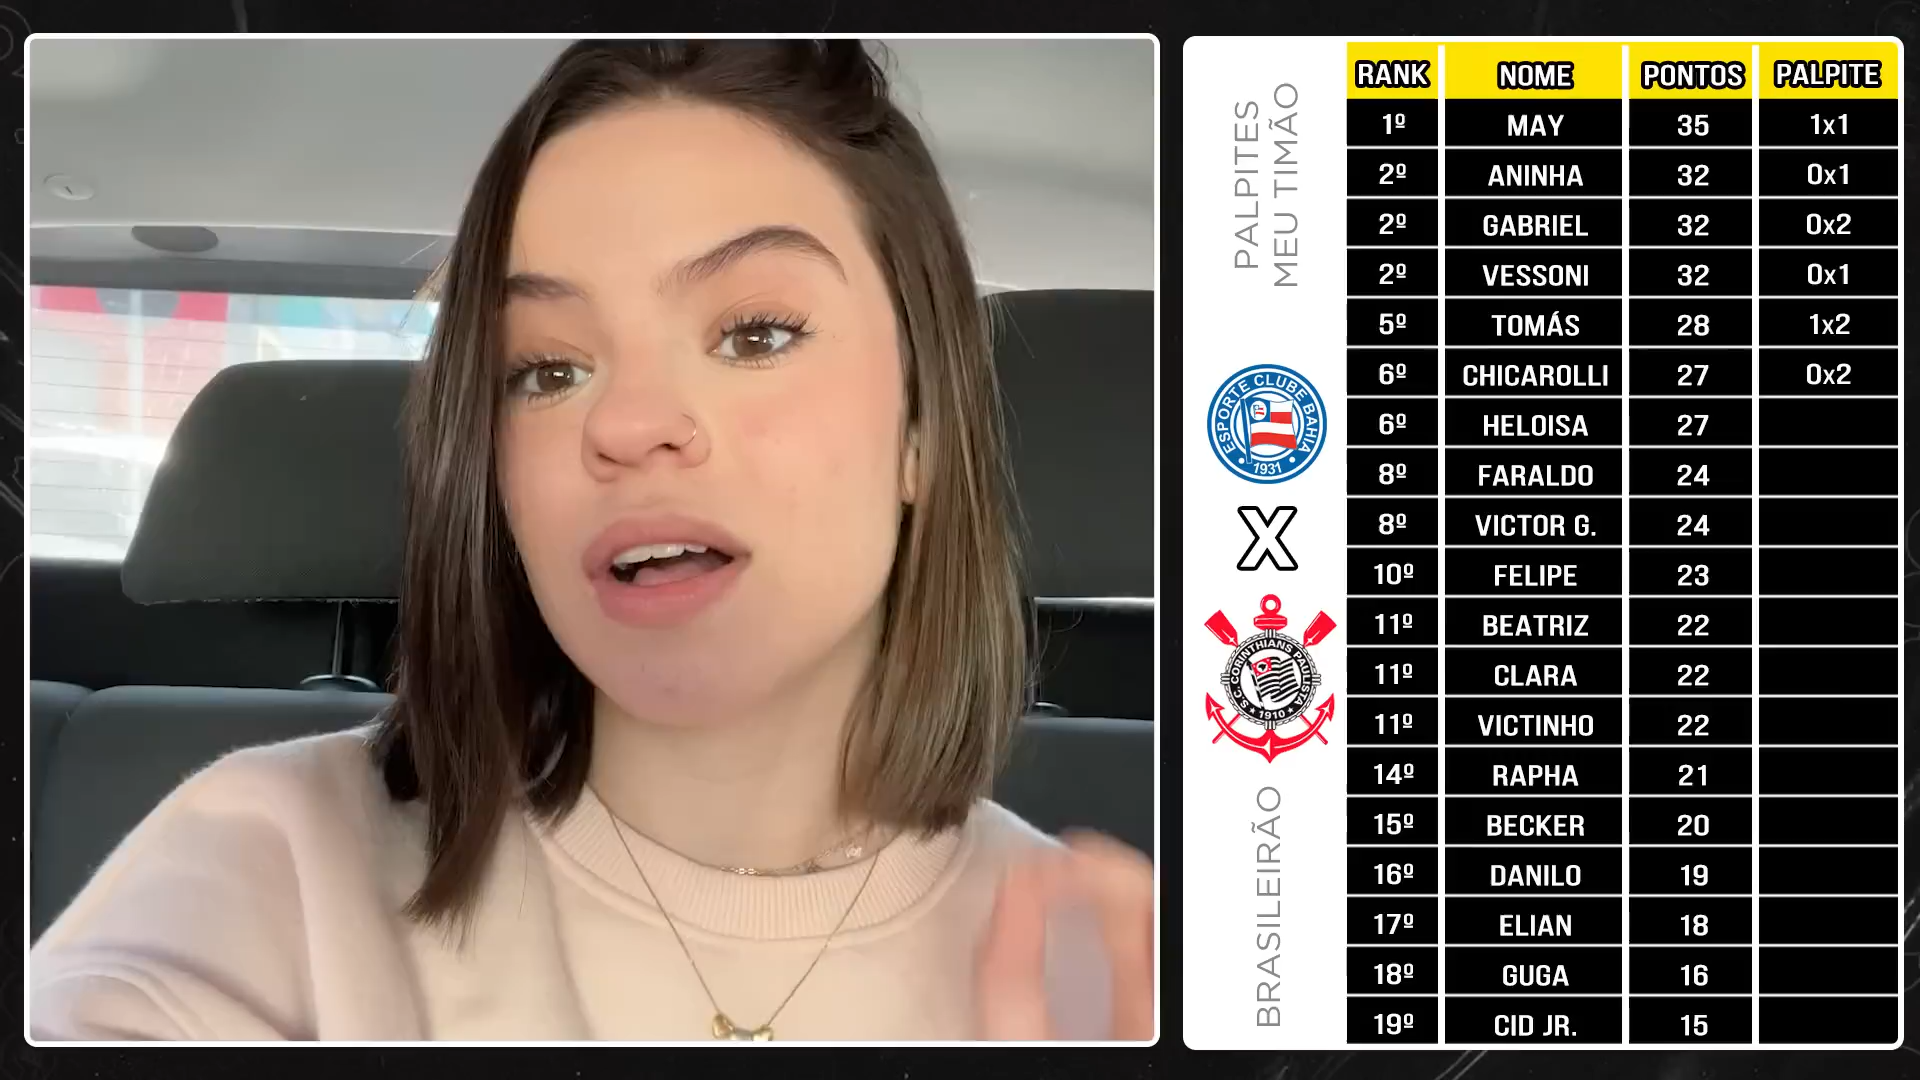 PALPITES
MEU TIMÃO
ESPORTE CLUBE BAHIA
1931
X
S.C. CORINTHIANS PAULISTA
1910
BRASILEIRÃO
RANK NOME PONTOS PALPITE
1º MAY 35 1x1
2º ANINHA 32 0x1
2º GABRIEL 32 0x2
2º VESSONI 32 0x1
5º TOMÁS 28 1x2
6º CHICAROLLI 27 0x2
6º HELOISA 27
8º FARALDO 24
8º VICTOR G. 24
10º FELIPE 23
11º BEATRIZ 22
11º CLARA 22
11º VICTINHO 22
14º RAPHA 21
15º BECKER 20
16º DANILO 19
17º ELIAN 18
18º GUGA 16
19º CID JR. 15